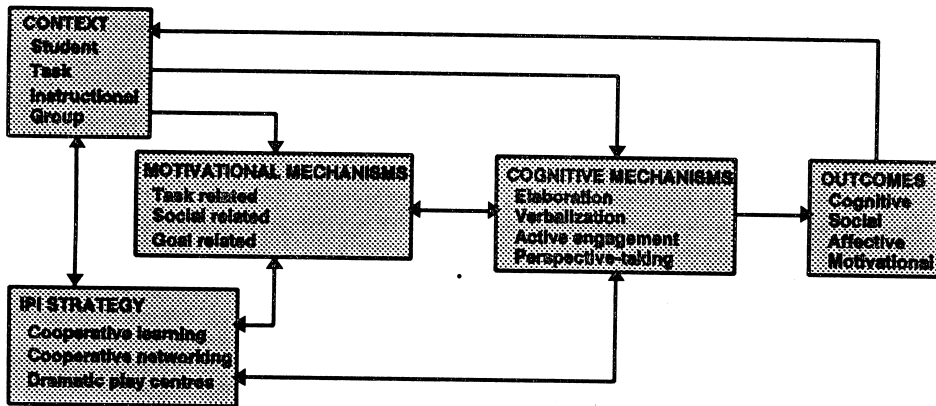 CONTEXT
Student
Task
Instructional
Group
MOTIVATIONAL MECHANISMS
Task related
Social related
Goal related
COGNITIVE MECHANISMS
Elaboration
Verbalization
Active engagement
Perspective-taking
OUTCOMES
Cognitive
Social
Affective
Motivational
IPI STRATEGY
Cooperative learning
Cooperative networking
Dramatic play centres